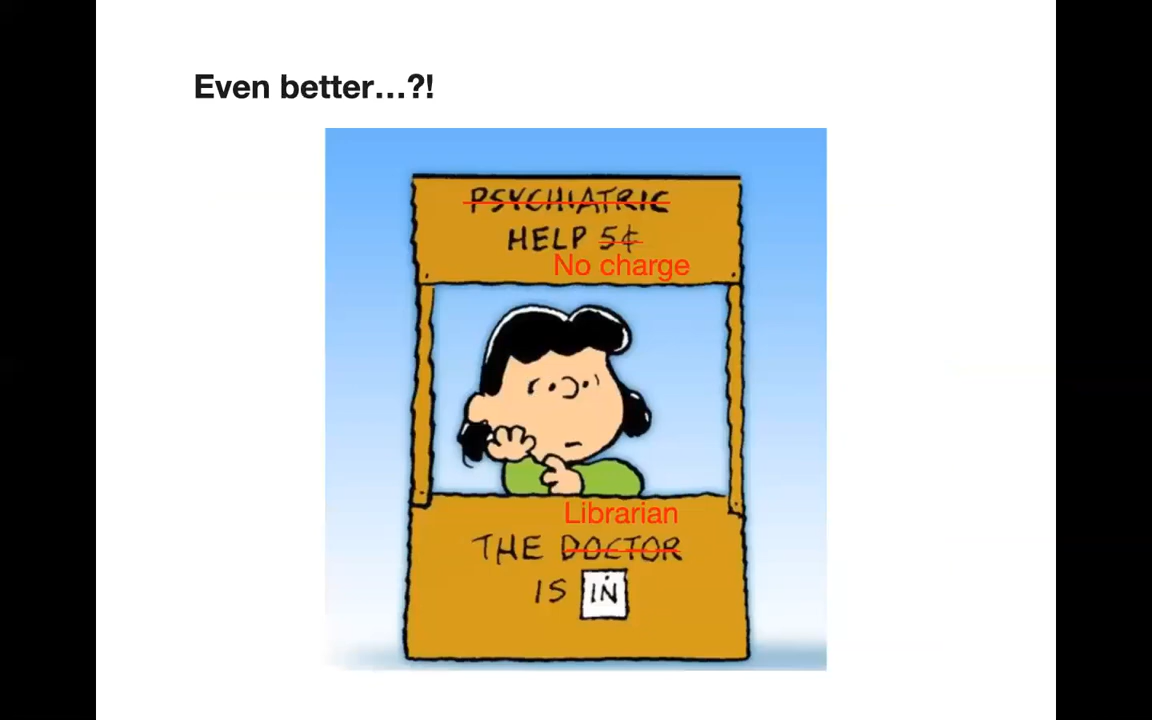 Even better...?!
PSYCHIATRIC
HELP 5¢
No charge
Librarian
THE DOCTOR
IS IN